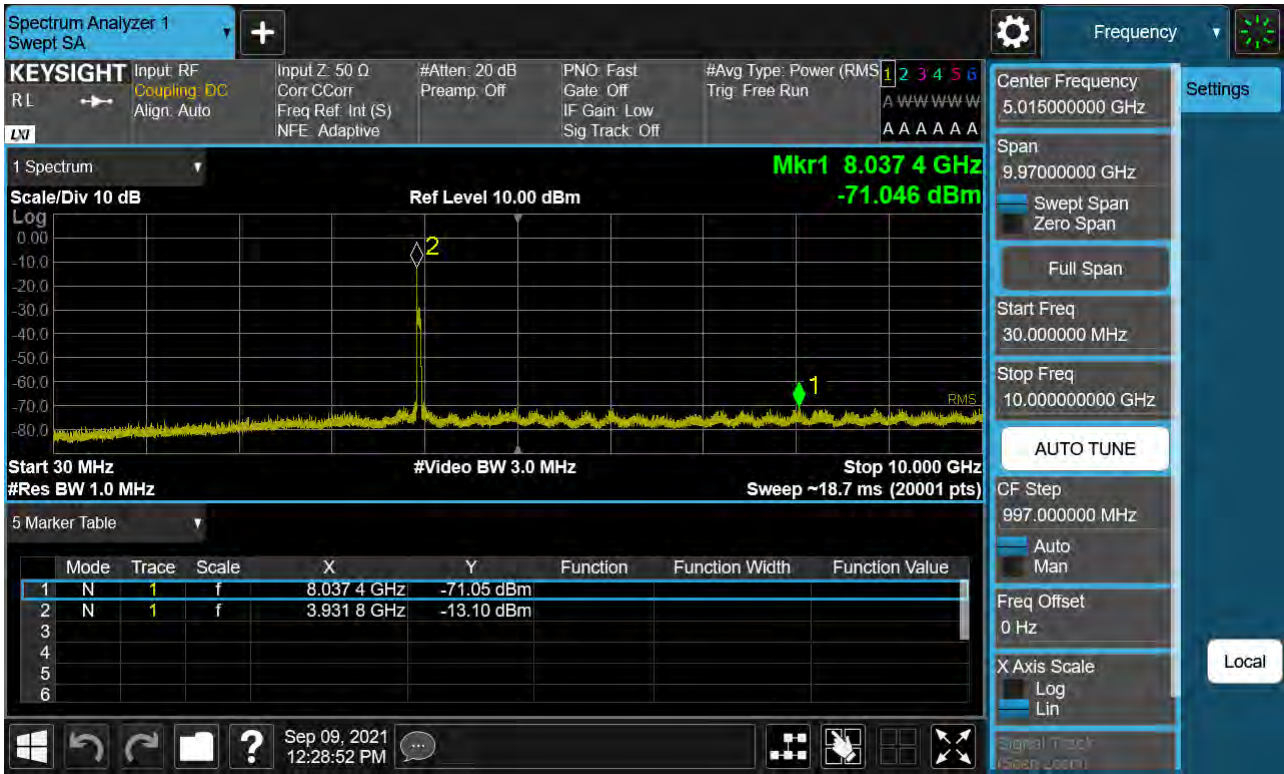 Spectrum Analyzer 1
Swept SA
+
Frequency
KEYSIGHT
RL
LXI
Input: RF
Coupling: DC
Align: Auto
Input Z: 50 Ω
Corr CCorr
Freq Ref: Int (S)
NFE: Adaptive
#Atten: 20 dB
Preamp: Off
PNO: Fast
Gate: Off
IF Gain: Low
Sig Track: Off
#Avg Type: Power (RMS
Trig: Free Run
1 2 3 4 5 6
A W W W W W
A A A A A A
1 Spectrum
Mkr1 8.037 4 GHz
Scale/Div 10 dB
Ref Level 10.00 dBm
-71.046 dBm
Log
0.00
-10.0
-20.0
-30.0
-40.0
-50.0
-60.0
-70.0
-80.0
2
1
RMS
Start 30 MHz
#Video BW 3.0 MHz
Stop 10.000 GHz
#Res BW 1.0 MHz
Sweep ~18.7 ms (20001 pts)
5 Marker Table
Mode Trace Scale X Y Function Function Width Function Value
1 N 1 f 8.037 4 GHz -71.05 dBm
2 N 1 f 3.931 8 GHz -13.10 dBm
3
4
5
6
?
Sep 09, 2021
12:28:52 PM
Center Frequency
5.015000000 GHz
Settings
Span
9.97000000 GHz
Swept Span
Zero Span
Full Span
Start Freq
30.000000 MHz
Stop Freq
10.000000000 GHz
AUTO TUNE
CF Step
997.000000 MHz
Auto
Man
Freq Offset
0 Hz
X Axis Scale
Log
Lin
Local
Signal Track
(Span Zoom)